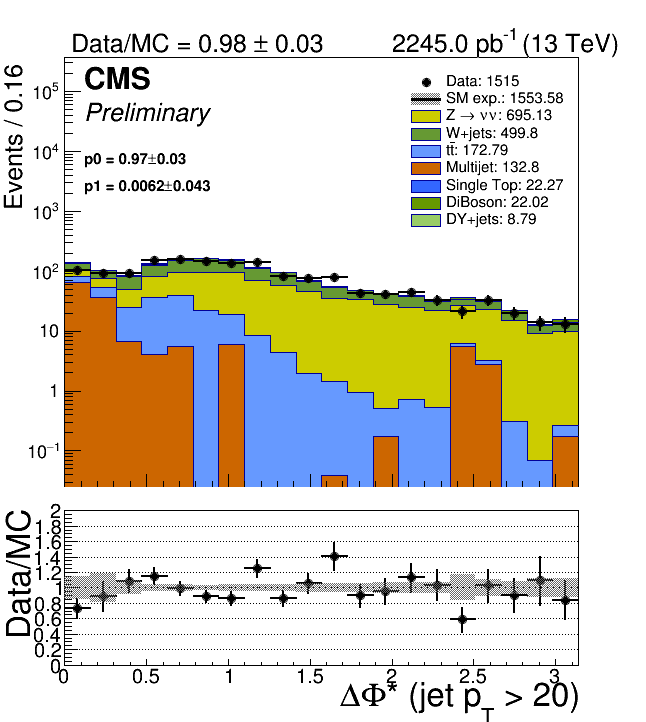 Data/MC = 0.98 ± 0.03
2245.0 pb⁻¹ (13 TeV)
Events / 0.16
CMS
Preliminary
p0 = 0.97±0.03
p1 = 0.0062±0.043
Data: 1515
SM exp.: 1553.58
Z → νν: 695.13
W+jets: 499.8
tt̄: 172.79
Multijet: 132.8
Single Top: 22.27
DiBoson: 22.02
DY+jets: 8.79
10⁵
10⁴
10³
10²
10
1
10⁻¹
Data/MC
2
1.8
1.6
1.4
1.2
1
0.8
0.6
0.4
0.2
0
0 0.5 1 1.5 2 2.5 3
ΔΦ* (jet p_T > 20)